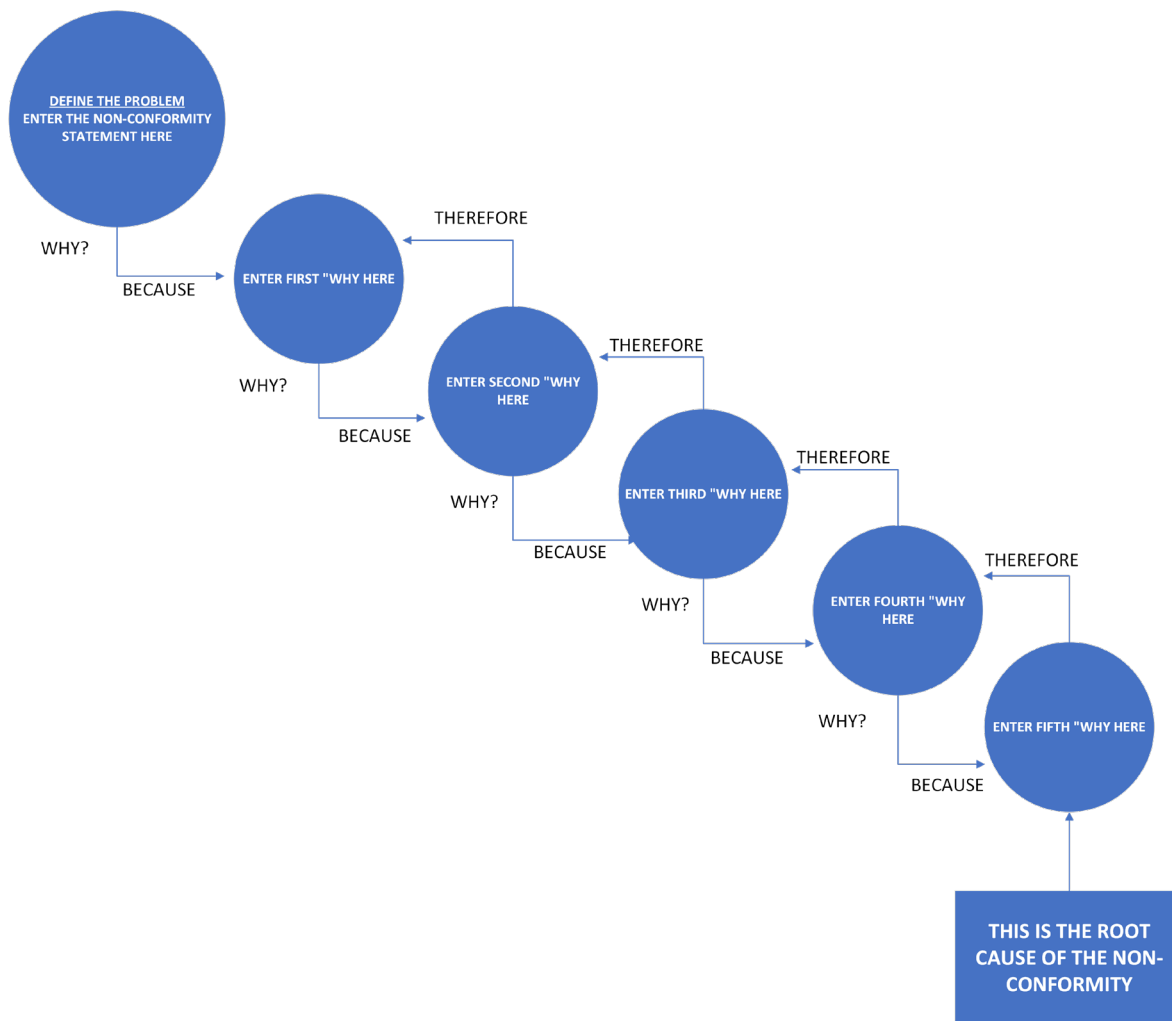 DEFINE THE PROBLEM
ENTER THE NON-CONFORMITY
STATEMENT HERE
WHY?
BECAUSE
ENTER FIRST "WHY HERE
THEREFORE
WHY?
BECAUSE
ENTER SECOND "WHY
HERE
THEREFORE
WHY?
BECAUSE
ENTER THIRD "WHY HERE
THEREFORE
WHY?
BECAUSE
ENTER FOURTH "WHY
HERE
THEREFORE
WHY?
BECAUSE
ENTER FIFTH "WHY HERE
THIS IS THE ROOT
CAUSE OF THE NON-
CONFORMITY